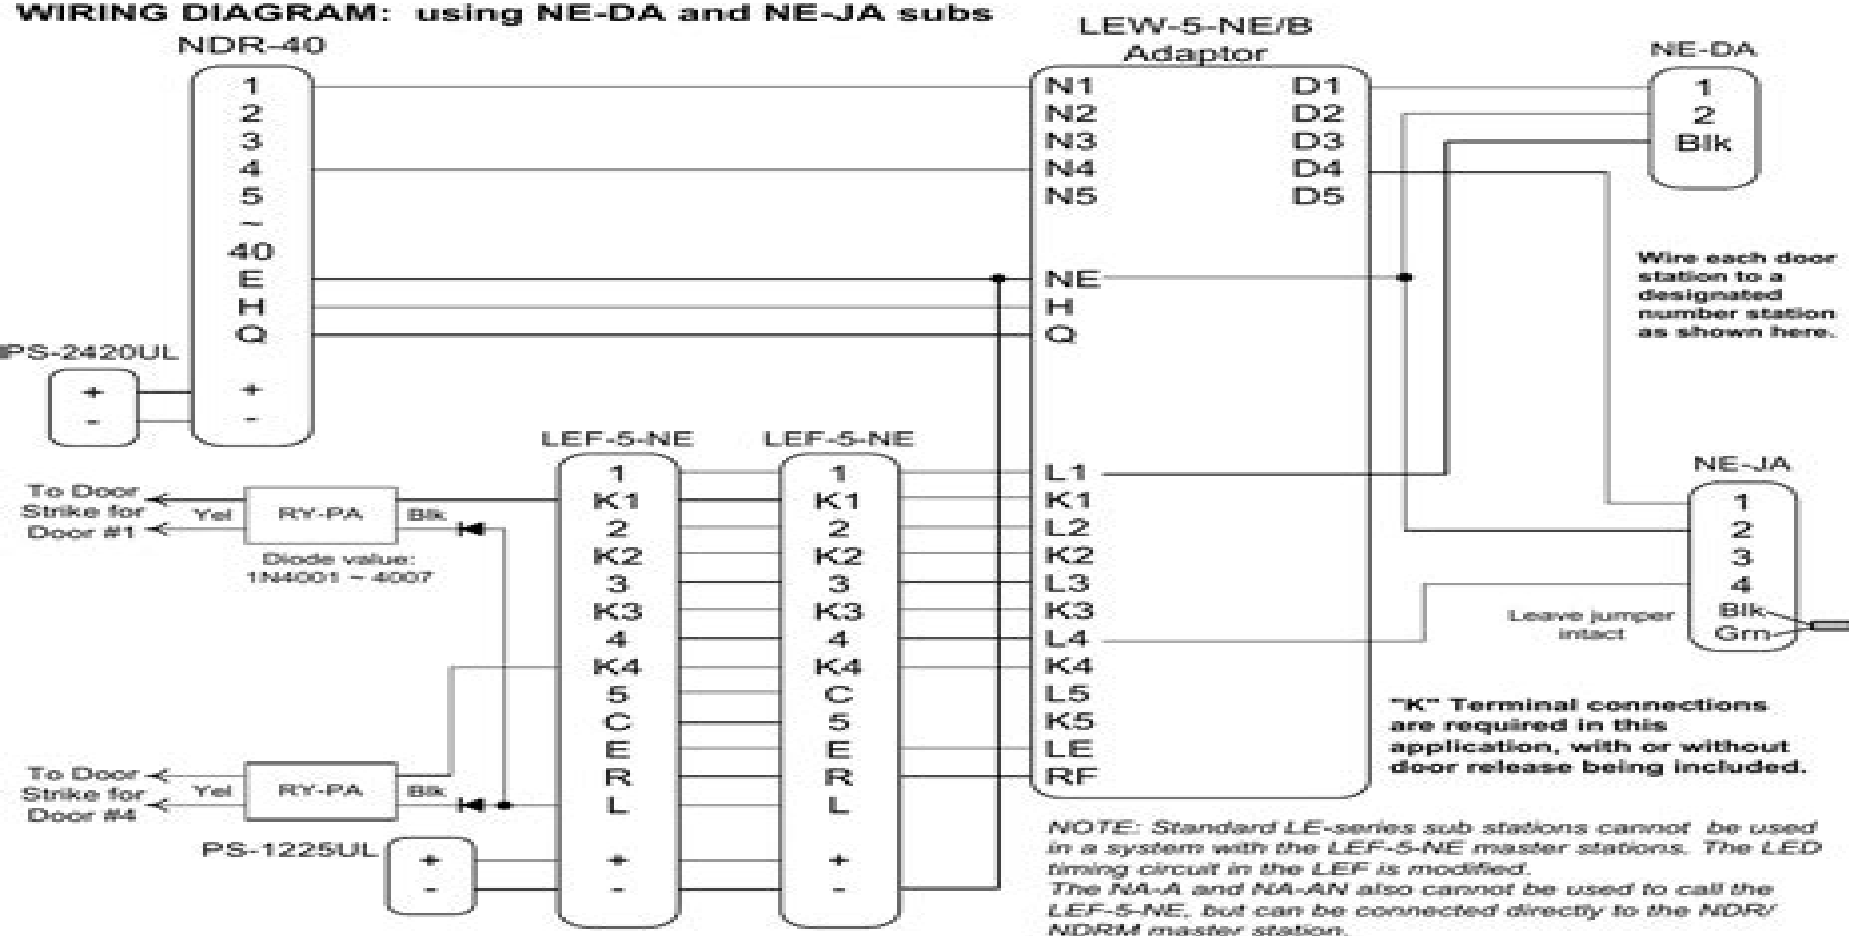 WIRING DIAGRAM: using NE-DA and NE-JA subs
NDR-40
1
2
3
4
5
~
40
E
H
Q
+
-
PS-2420UL
+
-
LEW-5-NE/B
Adaptor
N1
N2
N3
N4
N5
NE
H
Q
L1
K1
L2
K2
L3
K3
L4
K4
L5
K5
LE
RF
D1
D2
D3
D4
D5
NE-DA
1
2
Blk
Wire each door
station to a
designated
number station
as shown here.
NE-JA
1
2
3
4
Blk
Grn
Leave jumper
intact
LEF-5-NE
1
K1
2
K2
3
K3
4
K4
5
C
E
R
L
+
-
LEF-5-NE
1
K1
2
K2
3
K3
4
K4
C
5
E
R
L
+
-
To Door
Strike for
Door #1
Yel
RY-PA
Blk
Diode value:
1N4001 ~ 4007
To Door
Strike for
Door #4
Yel
RY-PA
Blk
PS-1225UL
+
-
"K" Terminal connections
are required in this
application, with or without
door release being included.
NOTE: Standard LE-series sub stations cannot be used
in a system with the LEF-5-NE master stations. The LED
timing circuit in the LEF is modified.
The NA-A and NA-AN also cannot be used to call the
LEF-5-NE, but can be connected directly to the NDR/
NDRM master station.